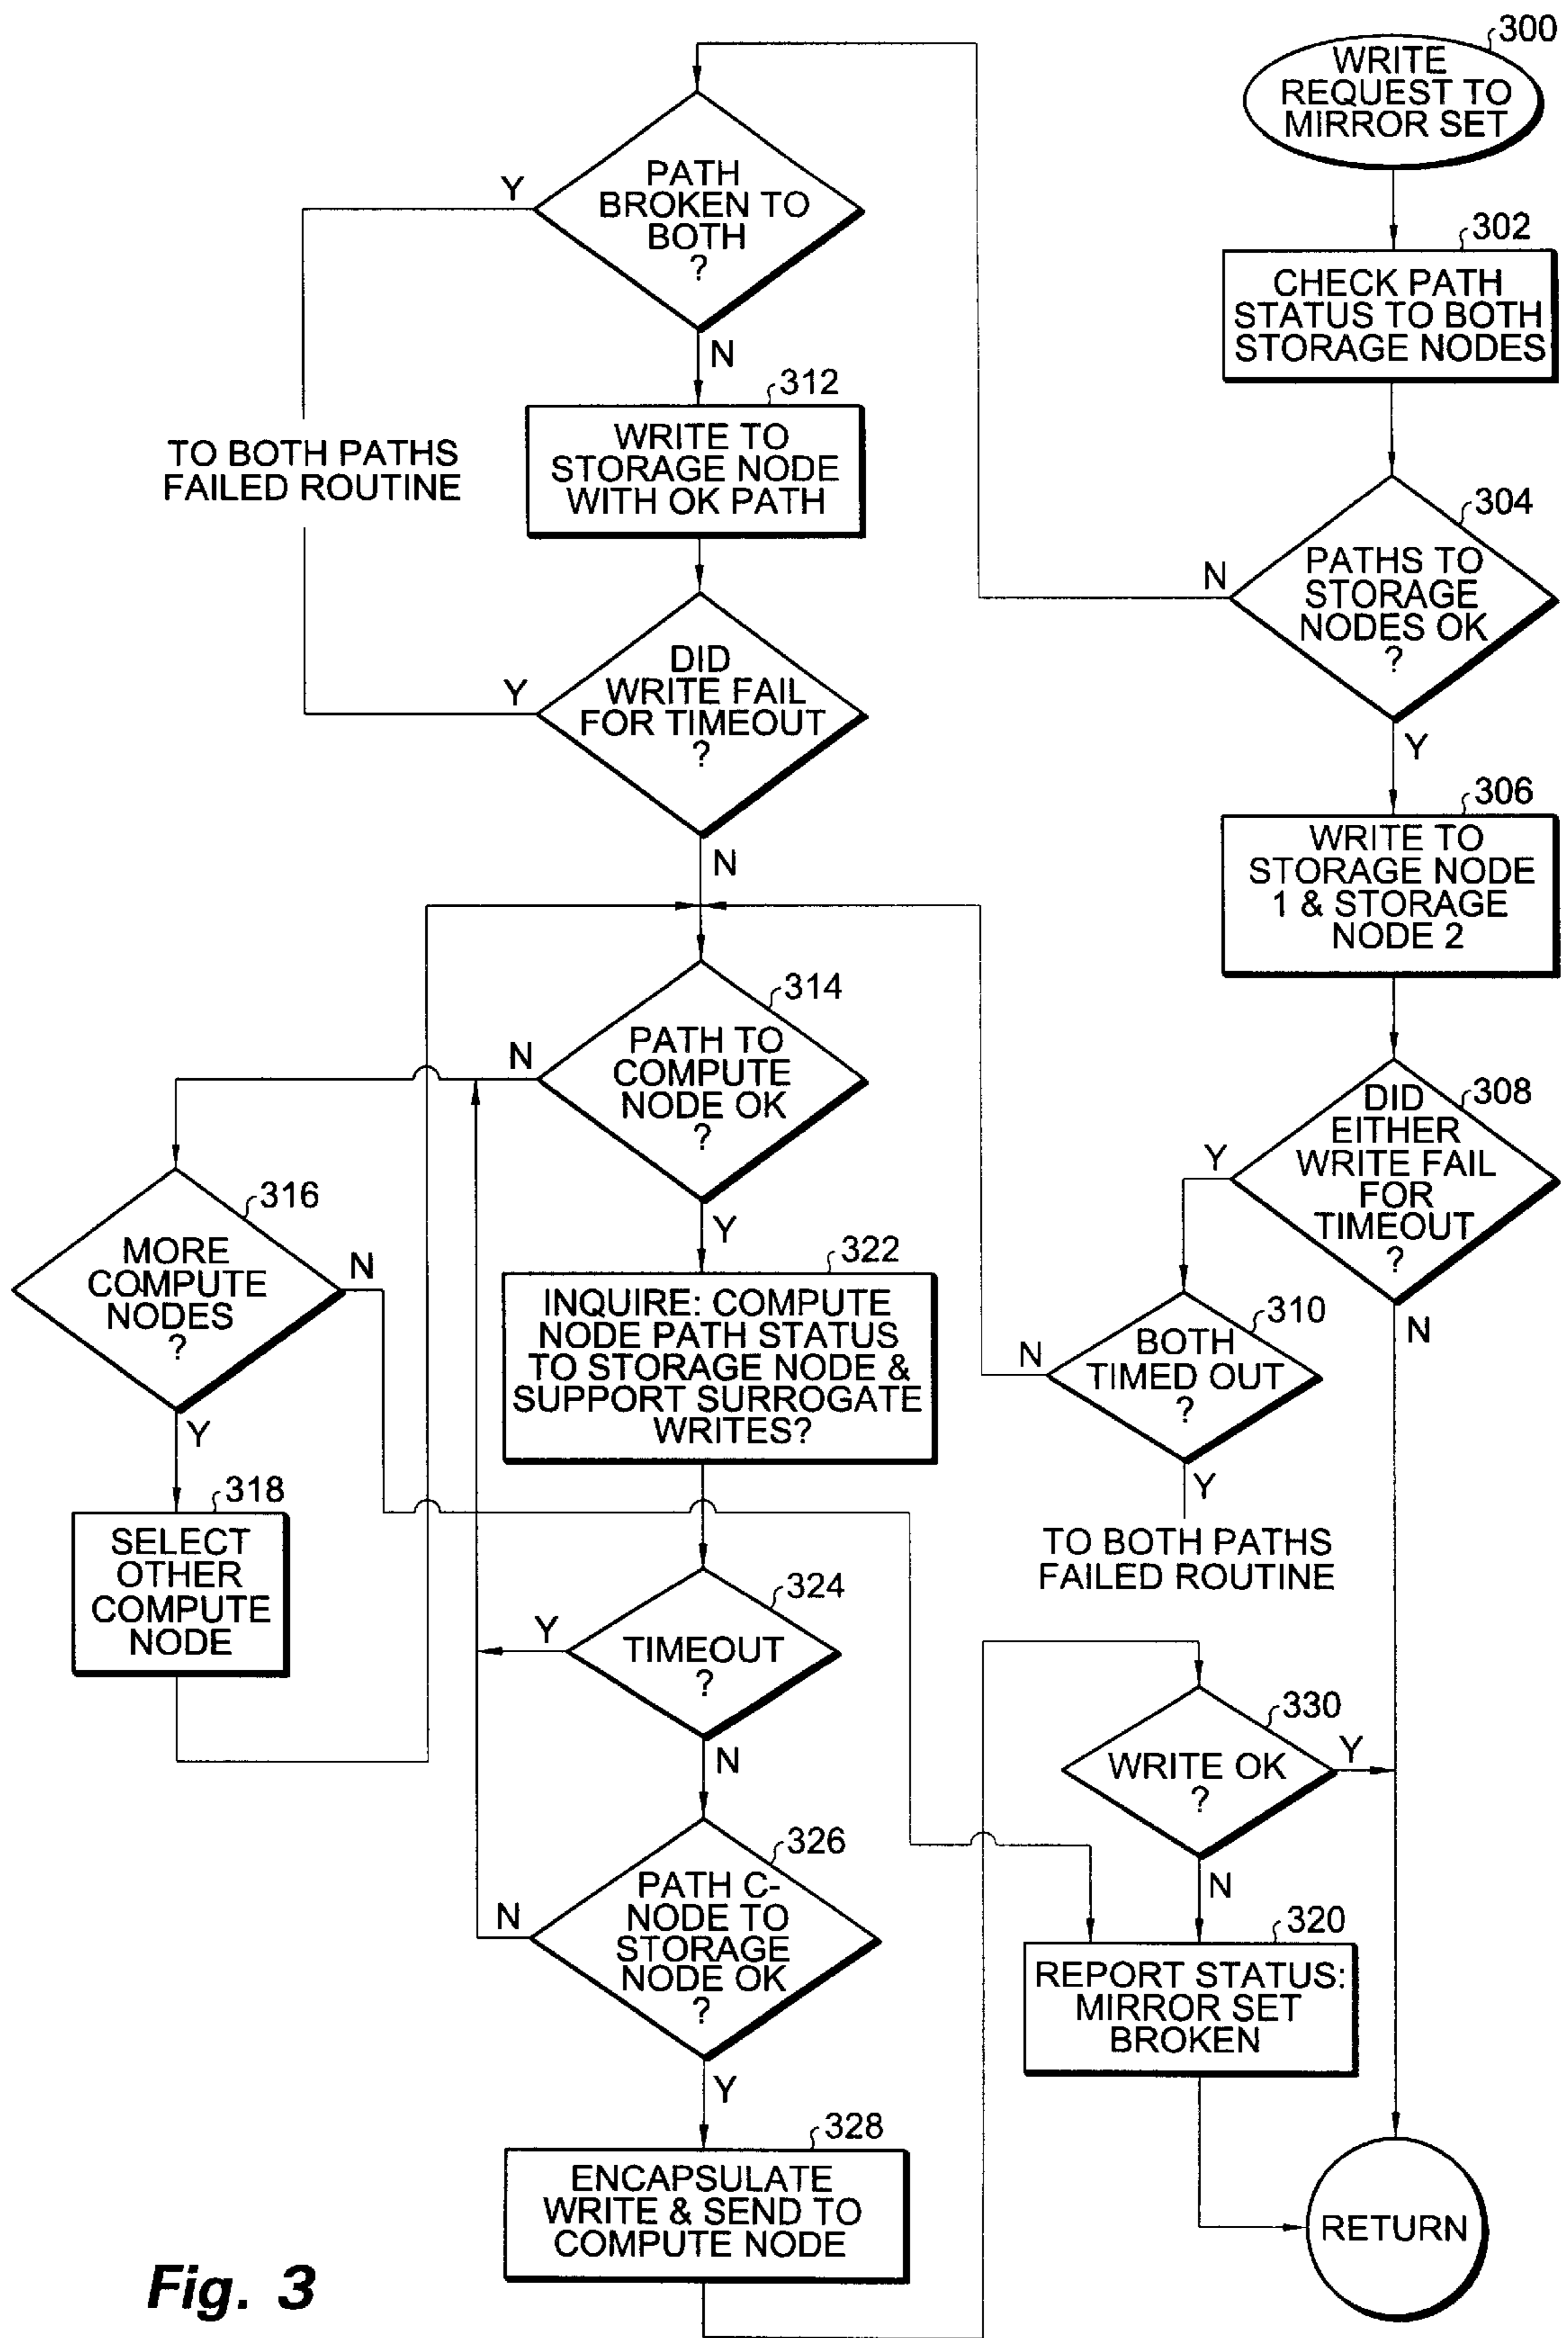 300
WRITE
REQUEST TO
MIRROR SET
302
CHECK PATH
STATUS TO BOTH
STORAGE NODES
304
PATHS TO
STORAGE
NODES OK
?
N
Y
306
WRITE TO
STORAGE NODE
1 & STORAGE
NODE 2
308
DID
EITHER
WRITE FAIL
FOR
TIMEOUT
?
Y
N
310
BOTH
TIMED OUT
?
N
Y
TO BOTH PATHS
FAILED ROUTINE
PATH
BROKEN TO
BOTH
?
Y
N
TO BOTH PATHS
FAILED ROUTINE
312
WRITE TO
STORAGE NODE
WITH OK PATH
DID
WRITE FAIL
FOR TIMEOUT
?
Y
N
314
PATH TO
COMPUTE
NODE OK
?
N
Y
316
MORE
COMPUTE
NODES
?
N
Y
318
SELECT
OTHER
COMPUTE
NODE
322
INQUIRE: COMPUTE
NODE PATH STATUS
TO STORAGE NODE &
SUPPORT SURROGATE
WRITES?
324
TIMEOUT
?
Y
N
326
PATH C-
NODE TO
STORAGE
NODE OK
?
N
Y
328
ENCAPSULATE
WRITE & SEND TO
COMPUTE NODE
330
WRITE OK
?
Y
N
320
REPORT STATUS:
MIRROR SET
BROKEN
RETURN
Fig. 3